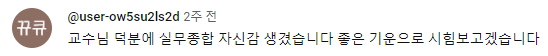 뀨큐
@user-ow5su2ls2d 2주 전
교수님 덕분에 실무종합 자신감 생겼습니다 좋은 기운으로 시험보고겠습니다